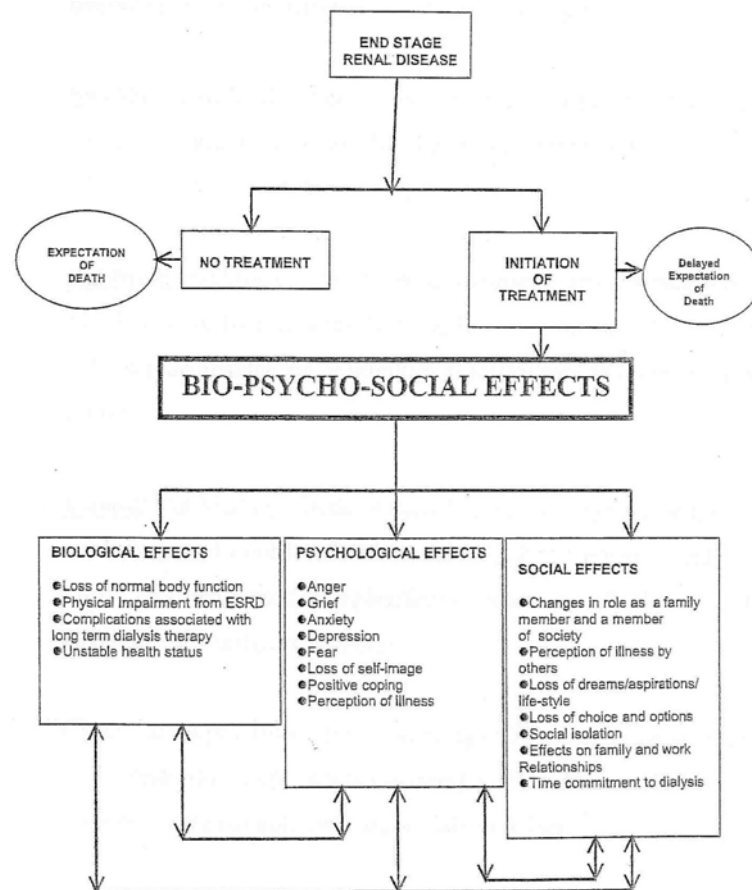 END STAGE
RENAL DISEASE
EXPECTATION
OF
DEATH
NO TREATMENT
INITIATION
OF
TREATMENT
Delayed
Expectation
of
Death
BIO-PSYCHO-SOCIAL EFFECTS
BIOLOGICAL EFFECTS
●Loss of normal body function
●Physical Impairment from ESRD
●Complications associated with
long term dialysis therapy
●Unstable health status
PSYCHOLOGICAL EFFECTS
●Anger
●Grief
●Anxiety
●Depression
●Fear
●Loss of self-image
●Positive coping
●Perception of illness
SOCIAL EFFECTS
●Changes in role as a family
member and a member
of society
●Perception of illness by
others
●Loss of dreams/aspirations/
life-style
●Loss of choice and options
●Social isolation
●Effects on family and work
Relationships
●Time commitment to dialysis